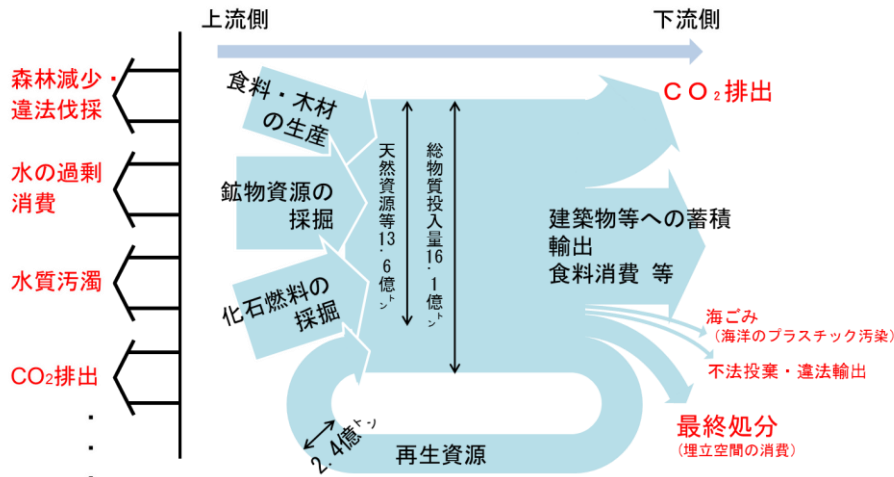 上流側
下流側
森林減少・
違法伐採
水の過剰
消費
水質汚濁
CO₂排出
・
・
・
食料・木材
の生産
鉱物資源の
採掘
化石燃料の
採掘
天然資源等13.6億トン
総物質投入量16.1億トン
2.4億トン
再生資源
CO₂排出
建築物等への蓄積
輸出
食料消費 等
海ごみ
(海洋のプラスチック汚染)
不法投棄・違法輸出
最終処分
(埋立空間の消費)